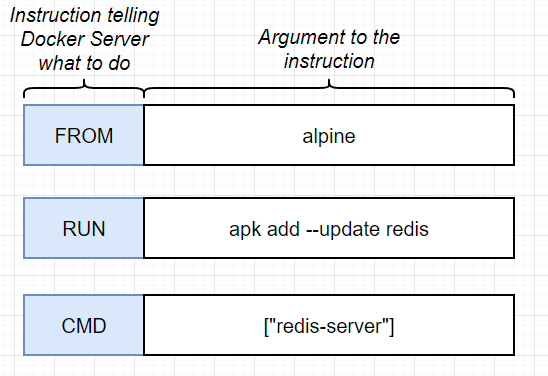 Instruction telling
Docker Server
what to do
Argument to the
instruction
FROM
alpine
RUN
apk add --update redis
CMD
["redis-server"]